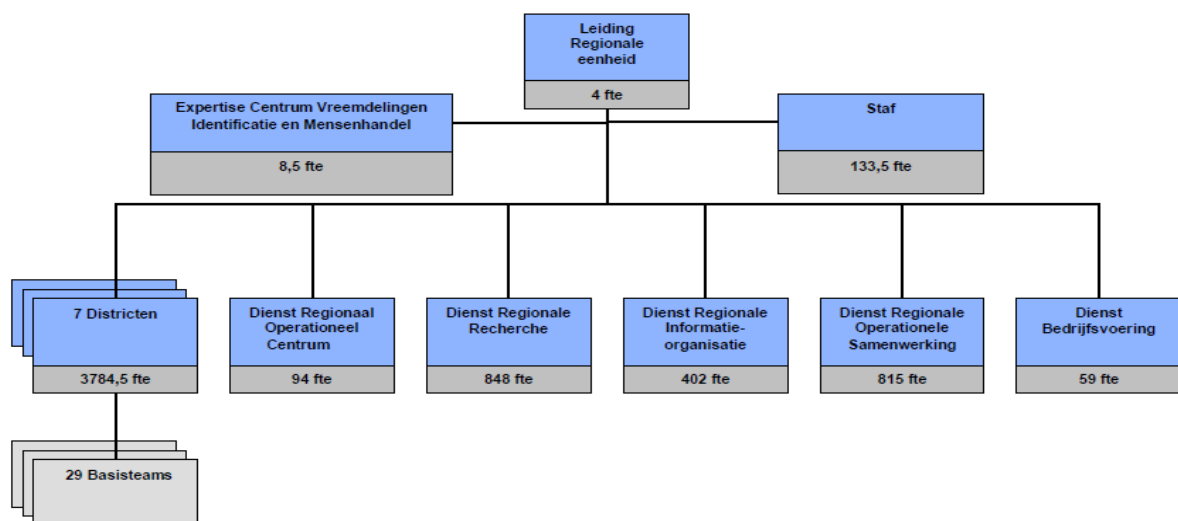 Leiding
Regionale
eenheid
4 fte
Expertise Centrum Vreemdelingen
Identificatie en Mensenhandel
8,5 fte
Staf
133,5 fte
7 Districten
3784,5 fte
Dienst Regionaal
Operationeel
Centrum
94 fte
Dienst Regionale
Recherche
848 fte
Dienst Regionale
Informatie-
organisatie
402 fte
Dienst Regionale
Operationele
Samenwerking
815 fte
Dienst
Bedrijfsvoering
59 fte
29 Basisteams